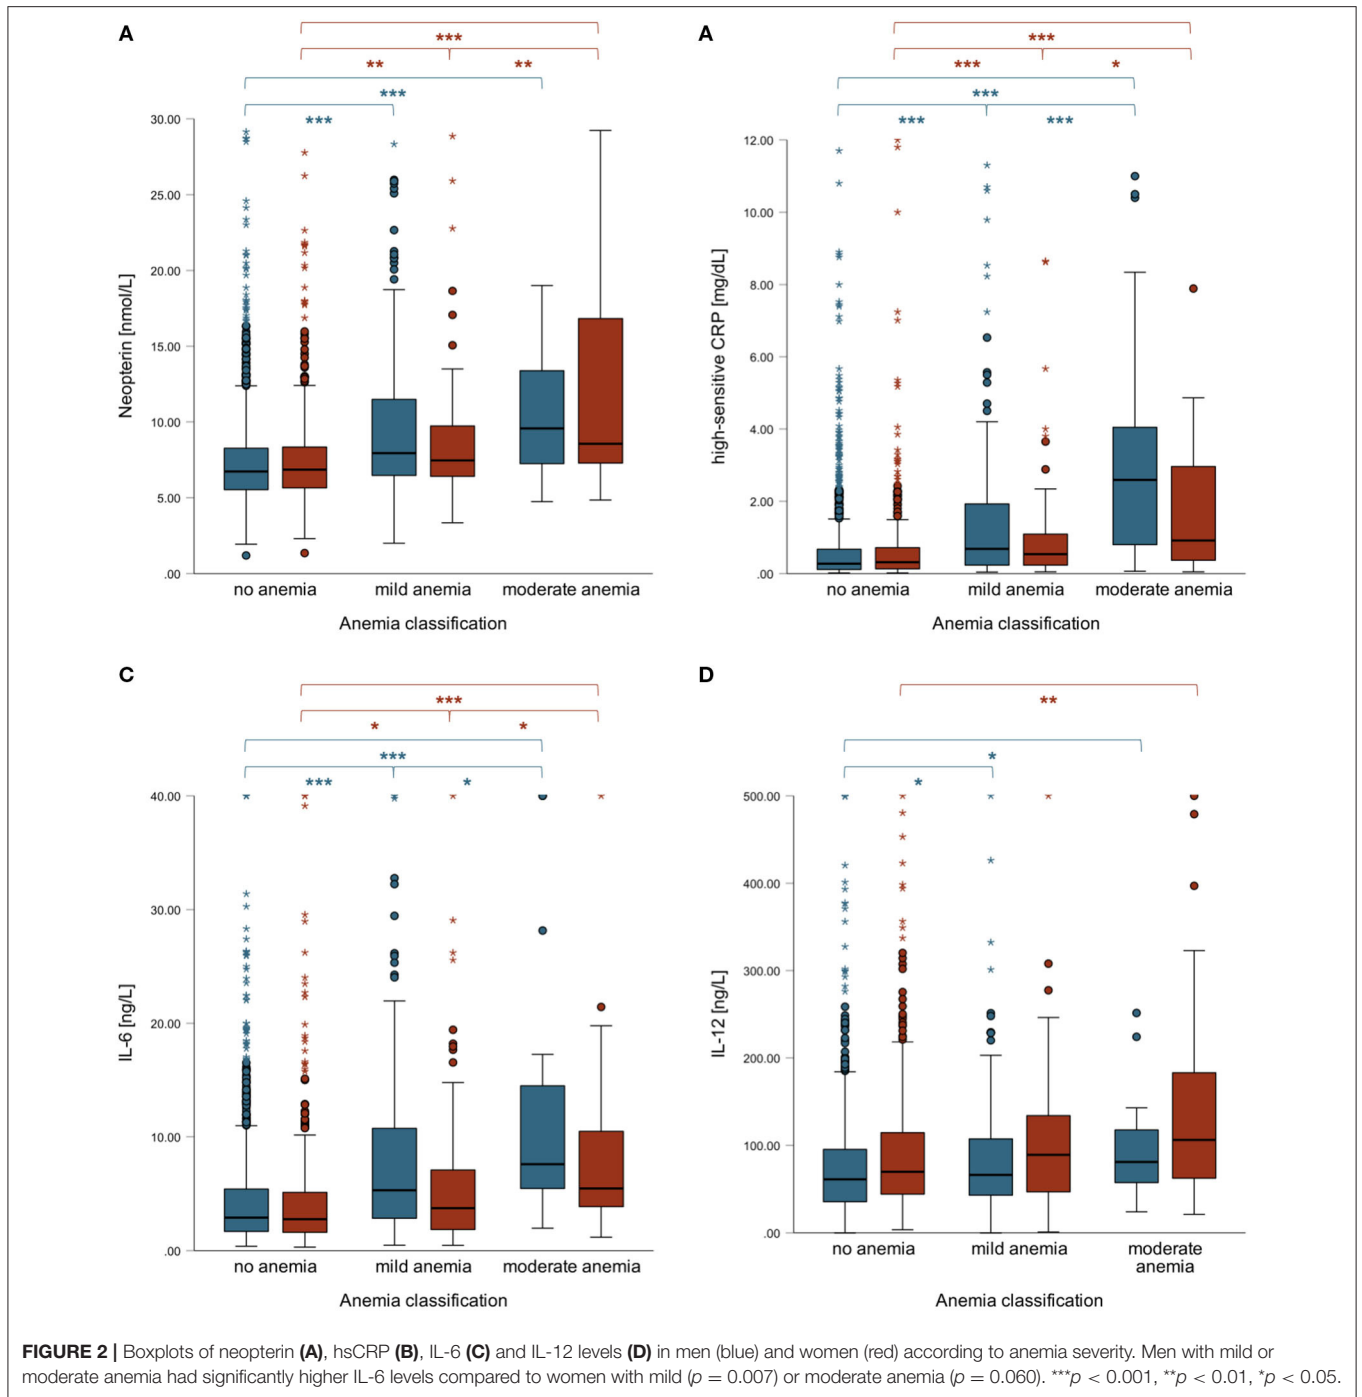 A
***
** **
***
***
30.00
25.00
20.00
15.00
10.00
5.00
.00
Neopterin [nmol/L]
no anemia mild anemia moderate anemia
Anemia classification
A
***
*** *
***
*** ***
12.00
10.00
8.00
6.00
4.00
2.00
.00
high-sensitive CRP [mg/dL]
no anemia mild anemia moderate anemia
Anemia classification
C
***
* *
***
*** *
40.00
30.00
20.00
10.00
.00
IL-6 [ng/L]
no anemia mild anemia moderate anemia
Anemia classification
D
**
*
*
500.00
400.00
300.00
200.00
100.00
.00
IL-12 [ng/L]
no anemia mild anemia moderate
anemia
Anemia classification
FIGURE 2 | Boxplots of neopterin (A), hsCRP (B), IL-6 (C) and IL-12 levels (D) in men (blue) and women (red) according to anemia severity. Men with mild or
moderate anemia had significantly higher IL-6 levels compared to women with mild (p = 0.007) or moderate anemia (p = 0.060). ***p < 0.001, **p < 0.01, *p < 0.05.